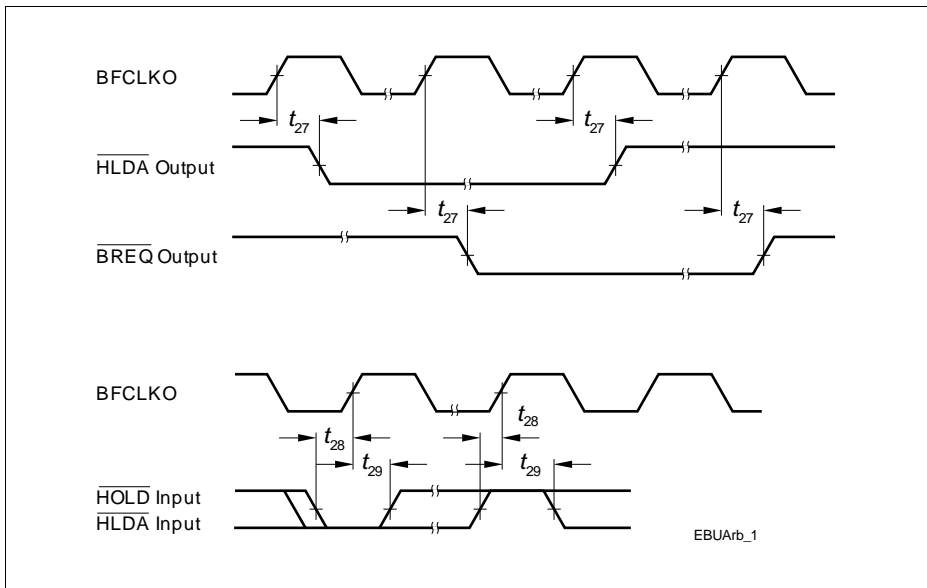 BFCLKO
t27 t27
HLDA Output
t27 t27
BREQ Output
BFCLKO
t28
t28
t29 t29
HOLD Input
HLDA Input
EBUArb_1